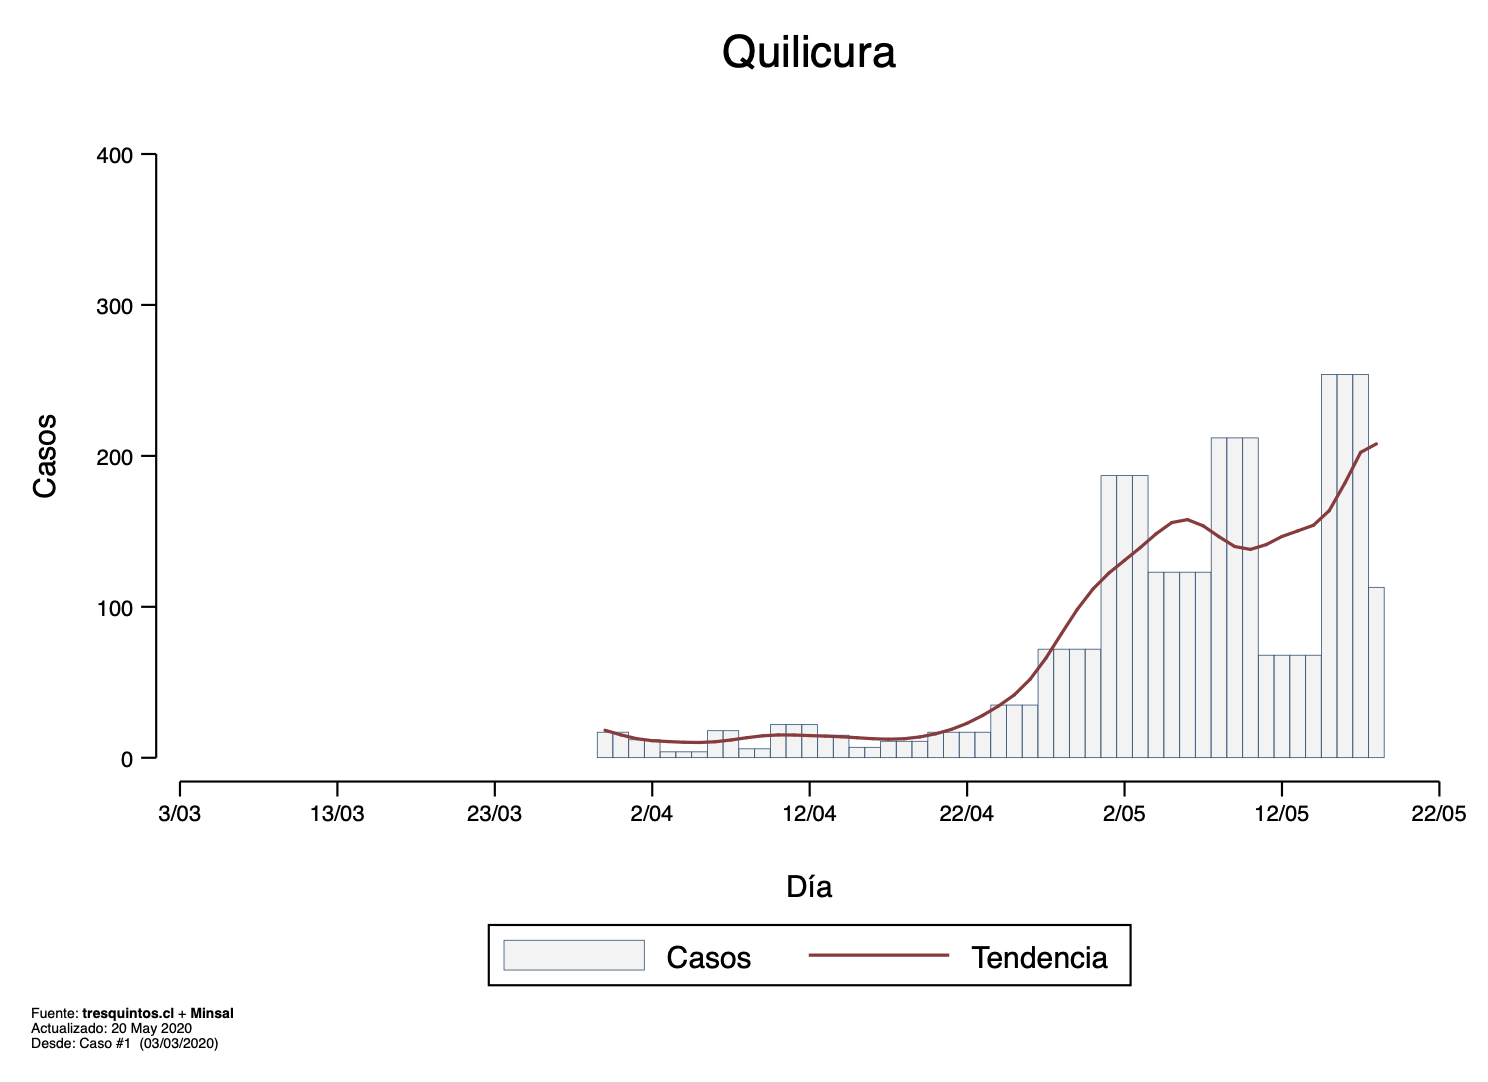 Quilicura
400
300
200
100
0
Casos
3/03 13/03 23/03 2/04 12/04 22/04 2/05 12/05 22/05
Día
Casos Tendencia
Fuente: tresquintos.cl + Minsal
Actualizado: 20 May 2020
Desde: Caso #1 (03/03/2020)